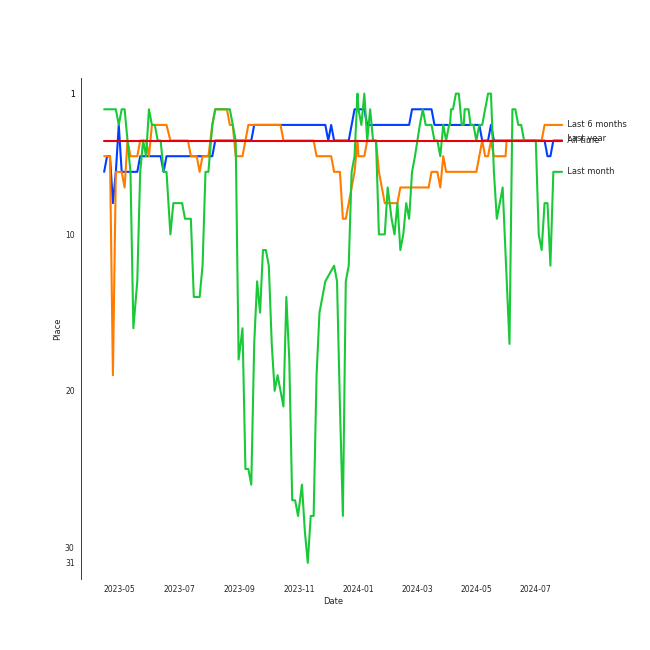 1
10
20
30
31
Place
2023-05
2023-07
2023-09
2023-11
2024-01
2024-03
2024-05
2024-07
Date
Last 6 months
Last year
All time
Last month